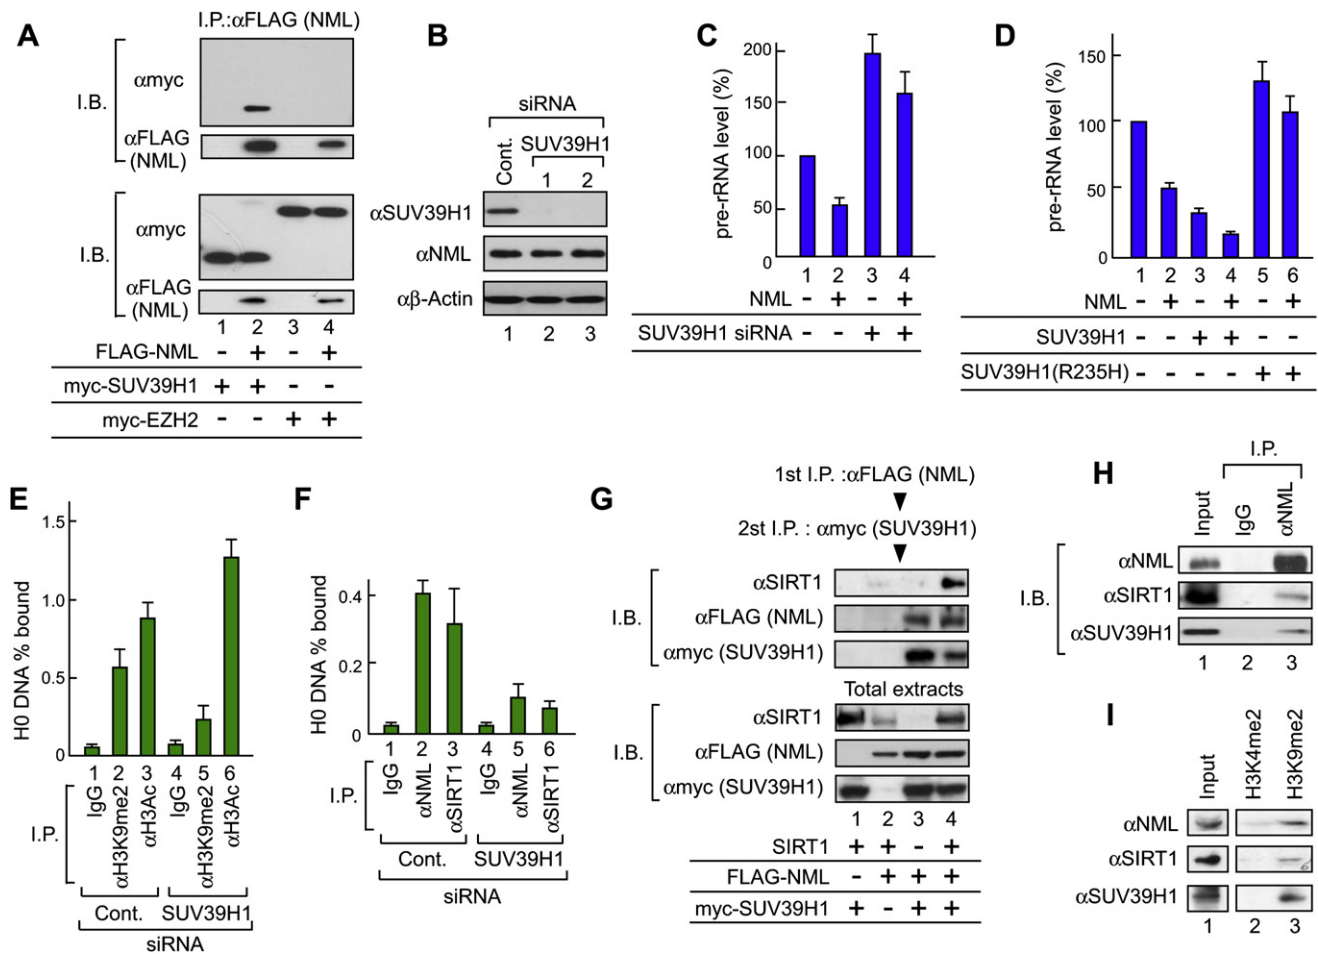 A
I.P.:αFLAG (NML)
I.B.
αmyc
αFLAG
(NML)
I.B.
αmyc
αFLAG
(NML)
1 2 3 4
FLAG-NML - + - +
myc-SUV39H1 + + - -
myc-EZH2 - - + +
B
siRNA
Cont.
SUV39H1
1 2
αSUV39H1
αNML
αβ-Actin
1 2 3
C
pre-rRNA level (%)
200
150
100
50
0
1 2 3 4
NML - + - +
SUV39H1 siRNA - - + +
D
pre-rRNA level (%)
150
100
50
0
1 2 3 4 5 6
NML - + - + - +
SUV39H1 - - + + - -
SUV39H1(R235H) - - - - + +
E
H0 DNA % bound
1.5
1.0
0.5
0
1 2 3 4 5 6
I.P.
IgG
αH3K9me2
αH3Ac
IgG
αH3K9me2
αH3Ac
Cont. SUV39H1
siRNA
F
H0 DNA % bound
0.4
0.2
0
1 2 3 4 5 6
I.P.
IgG
αNML
αSIRT1
IgG
αNML
αSIRT1
Cont. SUV39H1
siRNA
G
1st I.P. :αFLAG (NML)
2st I.P. : αmyc (SUV39H1)
I.B.
αSIRT1
αFLAG (NML)
αmyc (SUV39H1)
Total extracts
I.B.
αSIRT1
αFLAG (NML)
αmyc (SUV39H1)
1 2 3 4
SIRT1 + + - +
FLAG-NML - + + +
myc-SUV39H1 + - + +
H
I.P.
Input
IgG
αNML
I.B.
αNML
αSIRT1
αSUV39H1
1 2 3
I
Input
H3K4me2
H3K9me2
αNML
αSIRT1
αSUV39H1
1 2 3